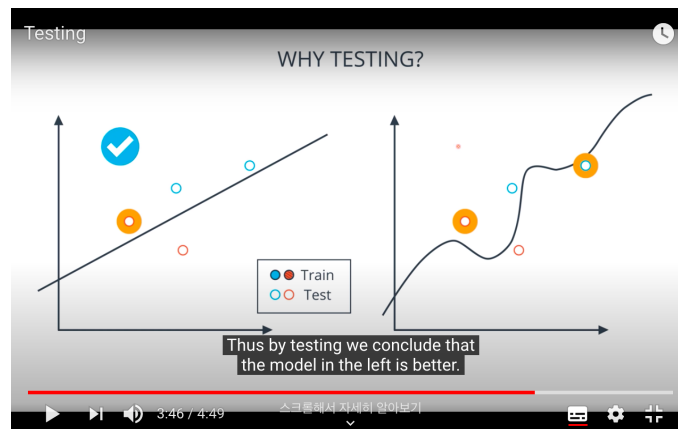 Testing
WHY TESTING?
Train
Test
Thus by testing we conclude that
the model in the left is better.
3:46 / 4:49
스크롤해서 자세히 알아보기